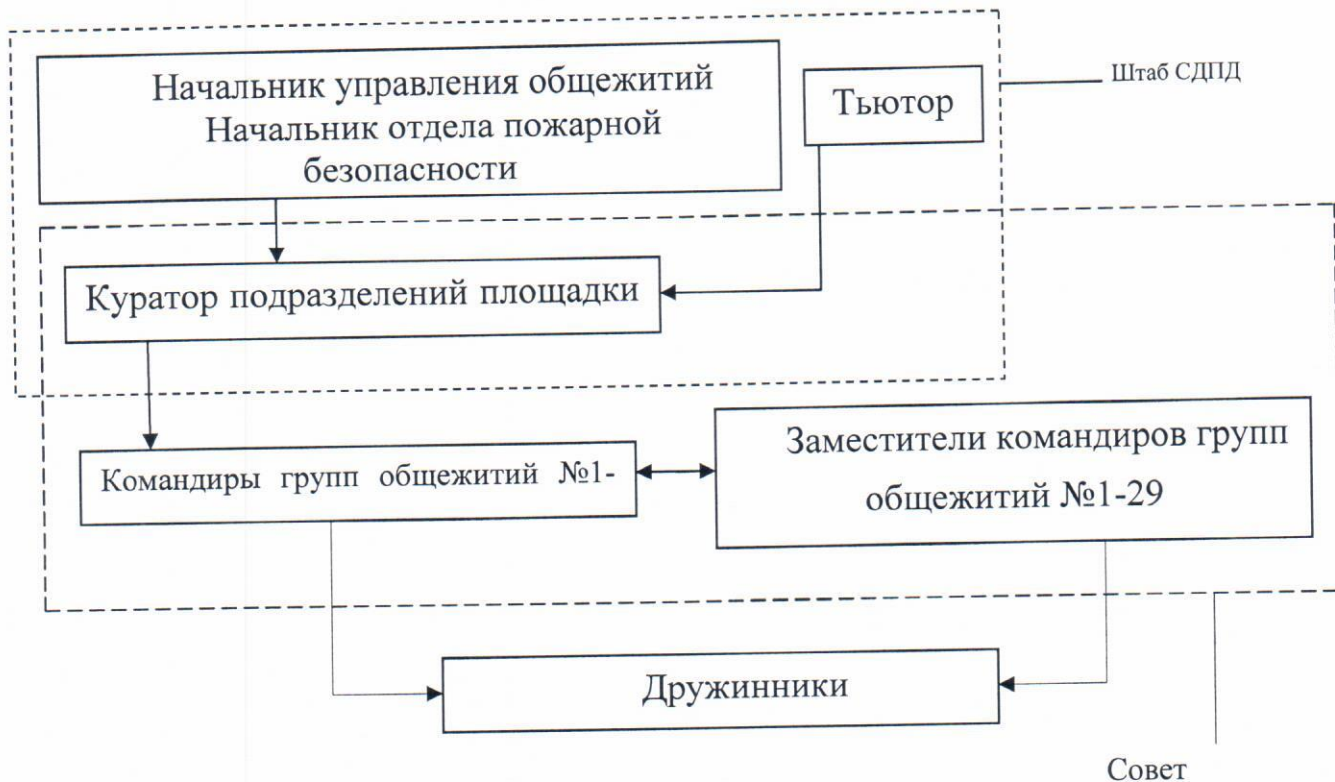 Начальник управления общежитий
Начальник отдела пожарной
безопасности
Тьютор
Штаб СДПД
Куратор подразделений площадки
Командиры групп общежитий №1-
Заместители командиров групп
общежитий №1-29
Дружинники
Совет